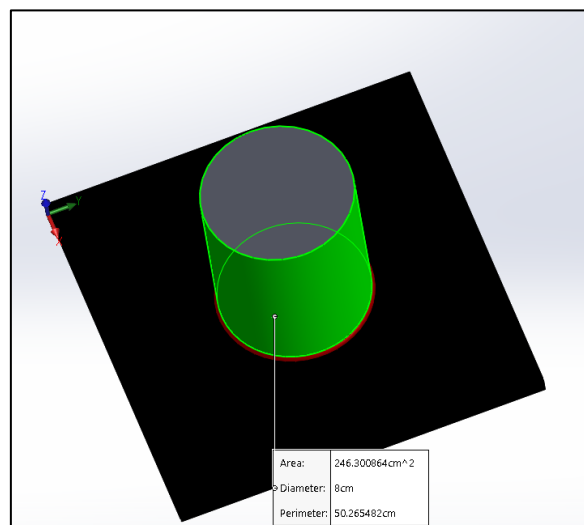 Z
Y
X
Area: 246.300864cm^2
Diameter: 8cm
Perimeter: 50.265482cm